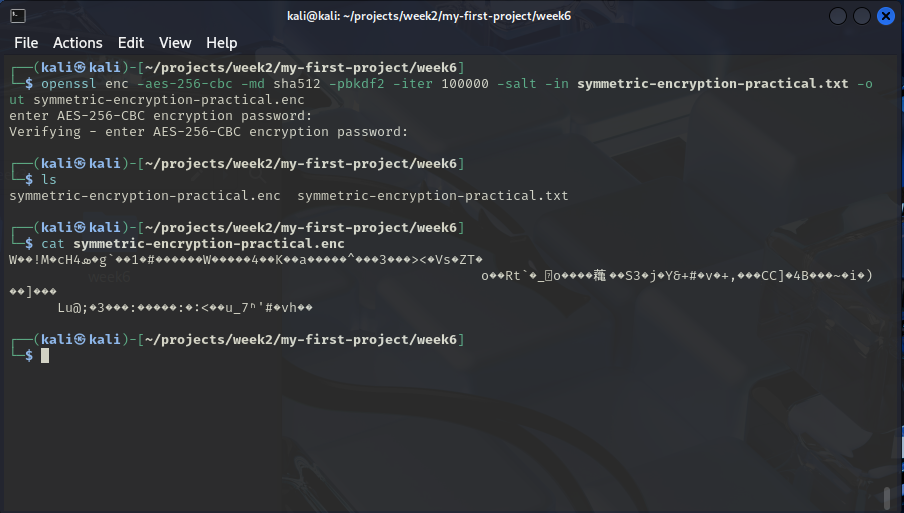 kali@kali: ~/projects/week2/my-first-project/week6
File Actions Edit View Help
┌──(kali㉿kali)-[~/projects/week2/my-first-project/week6]
└─$ openssl enc -aes-256-cbc -md sha512 -pbkdf2 -iter 100000 -salt -in symmetric-encryption-practical.txt -o
ut symmetric-encryption-practical.enc
enter AES-256-CBC encryption password:
Verifying - enter AES-256-CBC encryption password:
┌──(kali㉿kali)-[~/projects/week2/my-first-project/week6]
└─$ ls
symmetric-encryption-practical.enc symmetric-encryption-practical.txt
┌──(kali㉿kali)-[~/projects/week2/my-first-project/week6]
└─$ cat symmetric-encryption-practical.enc
W��!M�cH4�g`��1�#������W�����4��K��a�����^���3���><�Vs�ZT�
o��Rt`�_ o���� ��S3�j�Y&+#�v�+,���CC]�4B���~�i�)
��]���
Lu@;�3���:�����:�:<��u_7ʰ'#�vh��
┌──(kali㉿kali)-[~/projects/week2/my-first-project/week6]
└─$
week6